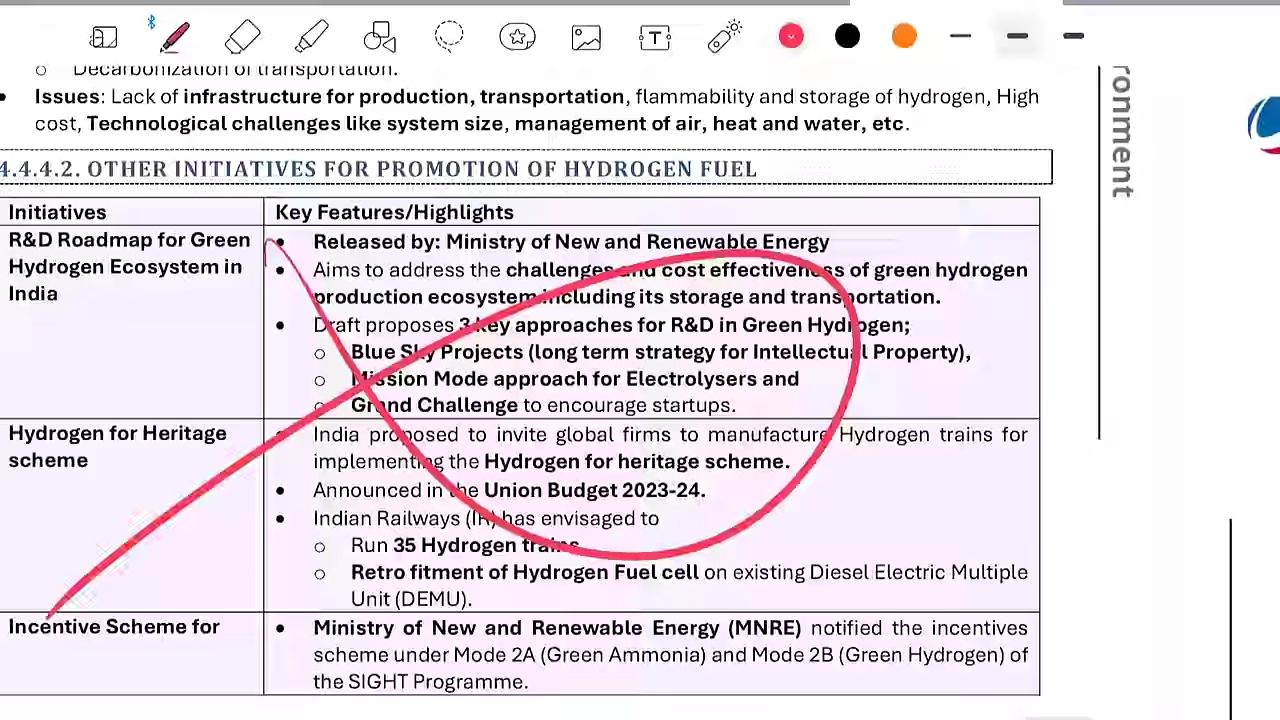 Decarbonization of transportation.
Issues: Lack of infrastructure for production, transportation, flammability and storage of hydrogen, High
cost, Technological challenges like system size, management of air, heat and water, etc.
4.4.4.2. OTHER INITIATIVES FOR PROMOTION OF HYDROGEN FUEL
Initiatives
Key Features/Highlights
R&D Roadmap for Green
Hydrogen Ecosystem in
India
Released by: Ministry of New and Renewable Energy
Aims to address the challenges and cost effectiveness of green hydrogen
production ecosystem including its storage and transportation.
Draft proposes 3 key approaches for R&D in Green Hydrogen;
Blue Sky Projects (long term strategy for Intellectual Property),
Mission Mode approach for Electrolysers and
Grand Challenge to encourage startups.
Hydrogen for Heritage
scheme
India proposed to invite global firms to manufacture Hydrogen trains for
implementing the Hydrogen for heritage scheme.
Announced in the Union Budget 2023-24.
Indian Railways (IR) has envisaged to
Run 35 Hydrogen trains
Retro fitment of Hydrogen Fuel cell on existing Diesel Electric Multiple
Unit (DEMU).
Incentive Scheme for
Ministry of New and Renewable Energy (MNRE) notified the incentives
scheme under Mode 2A (Green Ammonia) and Mode 2B (Green Hydrogen) of
the SIGHT Programme.
ronment